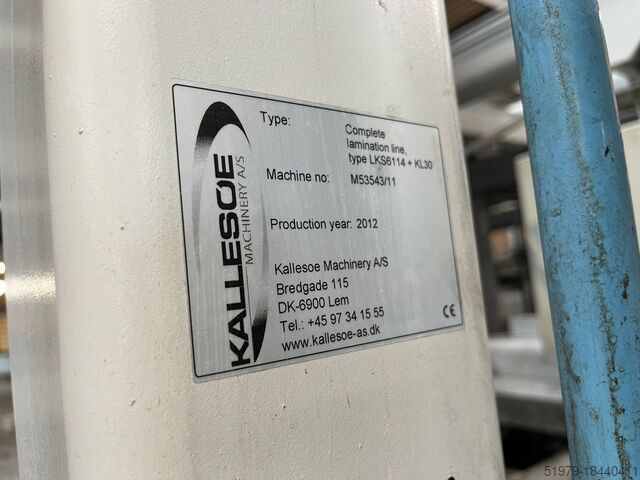 KALLESØE
MACHINERY A/S
Type:
Complete
lamination line,
type LKS6114 + KL30
Machine no: M53543/11
Production year: 2012
Kallesoe Machinery A/S
Bredgade 115
DK-6900 Lem
Tel.: +45 97 34 15 55
www.kallesoe-as.dk
CE
51979-18440411